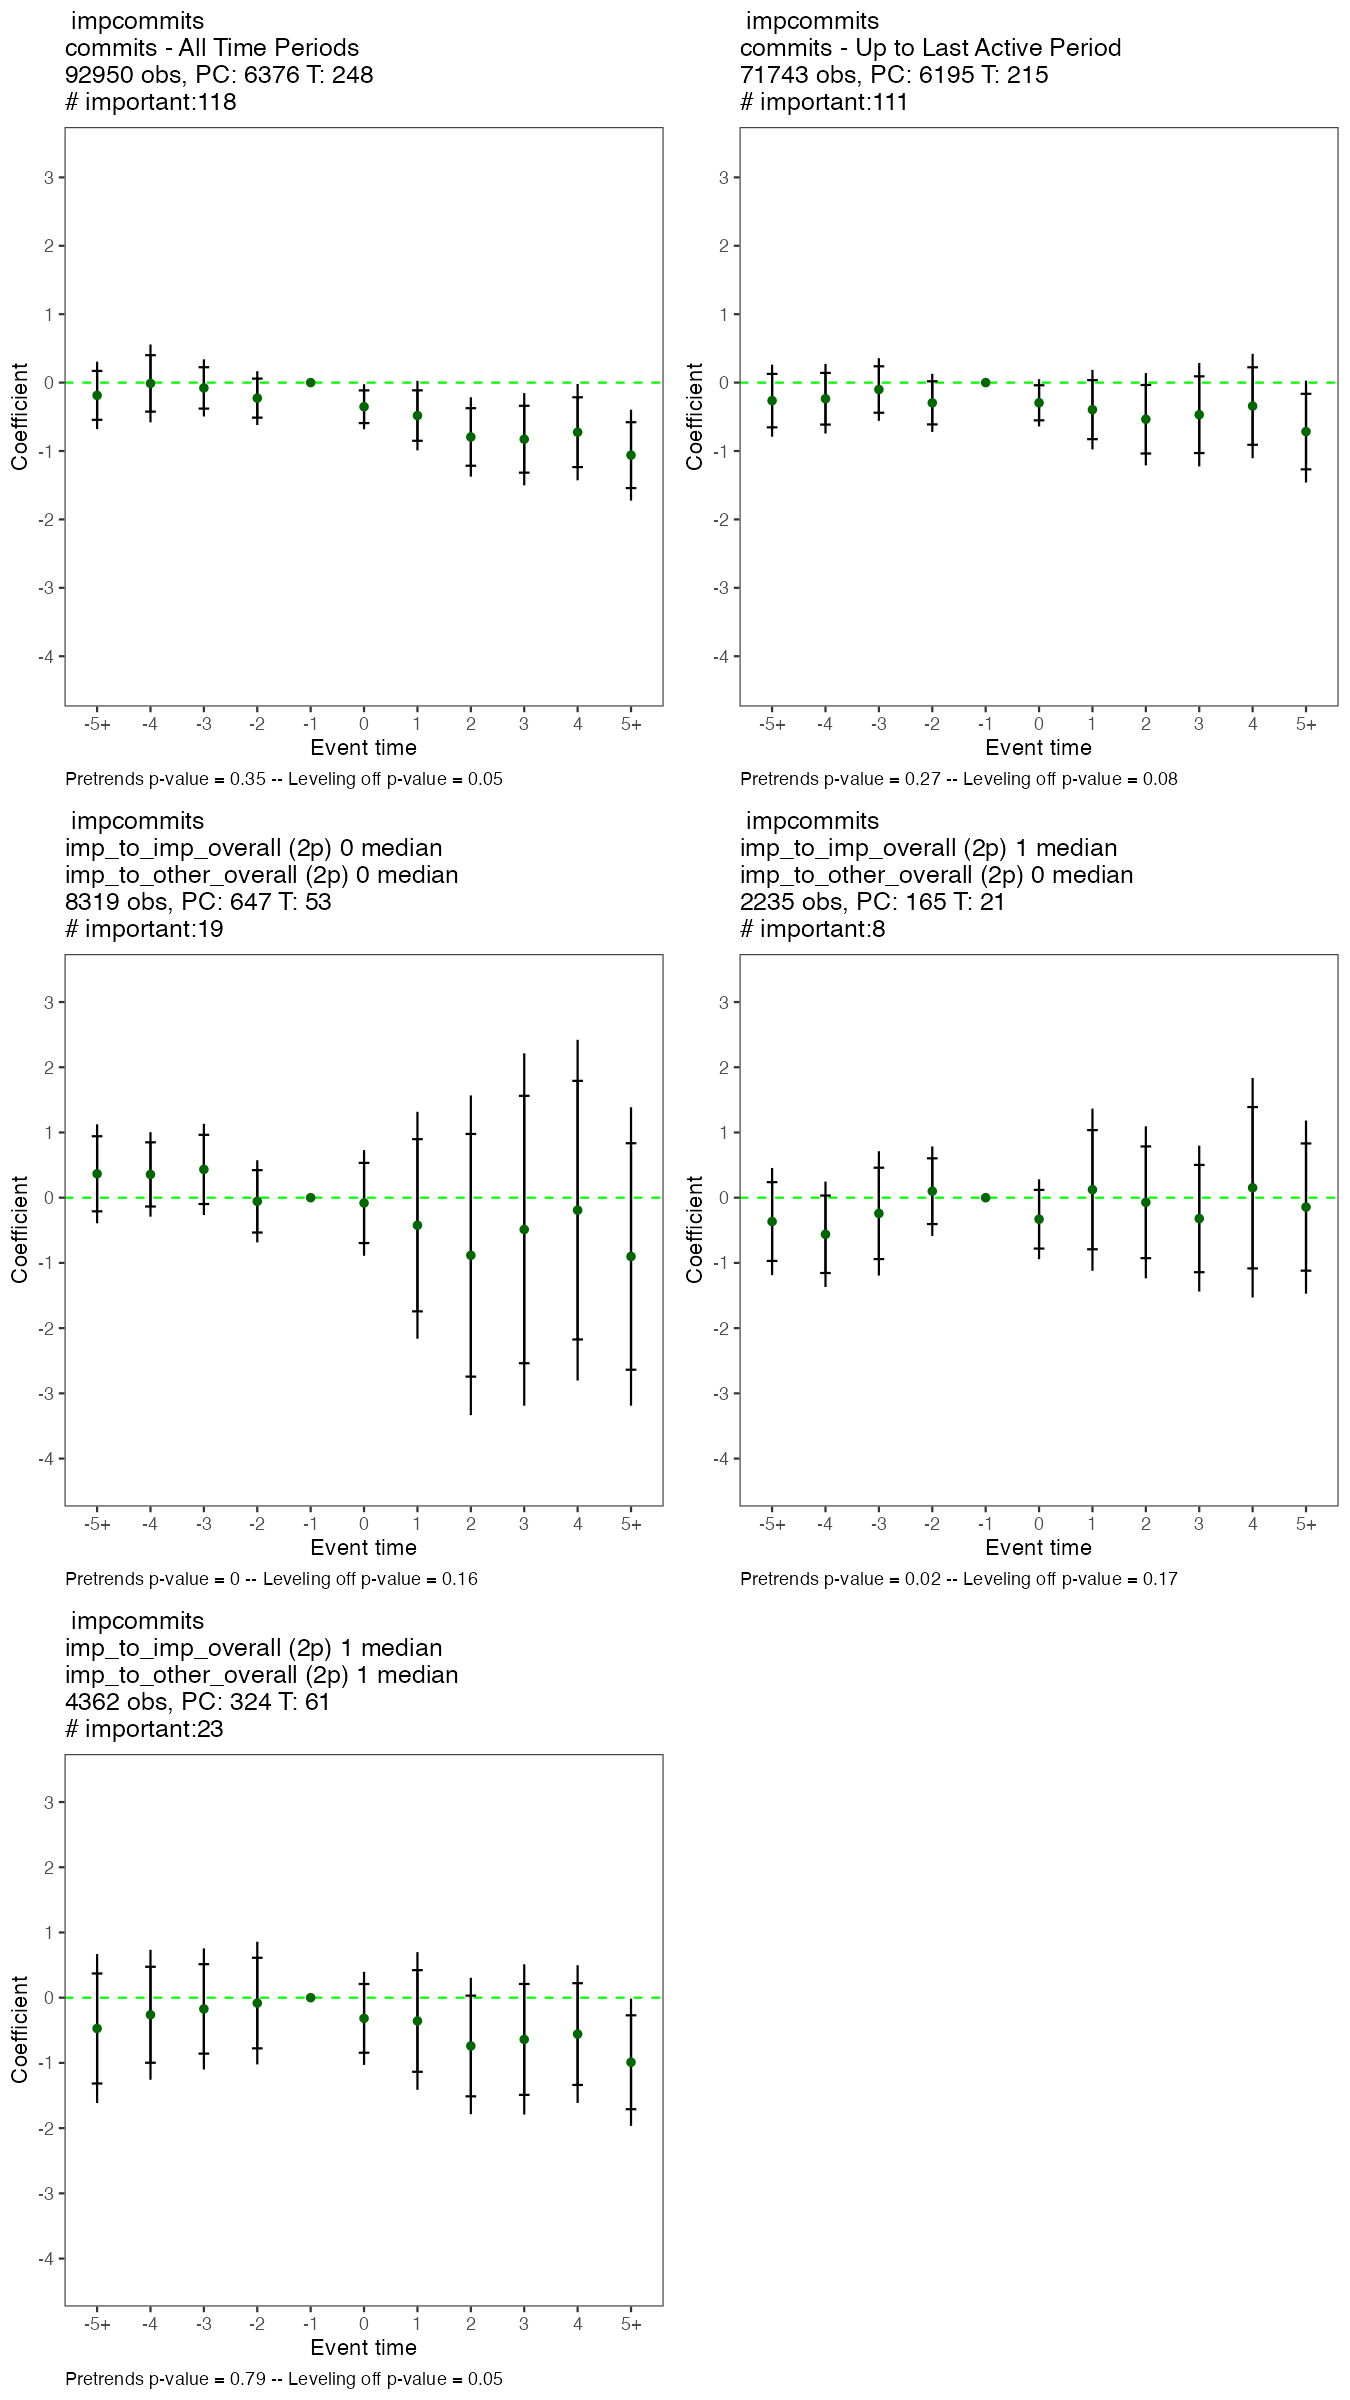 impcommits
commits - All Time Periods
92950 obs, PC: 6376 T: 248
# important:118
3
2
1
0
-1
-2
-3
-4
Coefficient
-5+ -4 -3 -2 -1 0 1 2 3 4 5+
Event time
Pretrends p-value = 0.35 -- Leveling off p-value = 0.05
impcommits
commits - Up to Last Active Period
71743 obs, PC: 6195 T: 215
# important:111
3
2
1
0
-1
-2
-3
-4
Coefficient
-5+ -4 -3 -2 -1 0 1 2 3 4 5+
Event time
Pretrends p-value = 0.27 -- Leveling off p-value = 0.08
impcommits
imp_to_imp_overall (2p) 0 median
imp_to_other_overall (2p) 0 median
8319 obs, PC: 647 T: 53
# important:19
3
2
1
0
-1
-2
-3
-4
Coefficient
-5+ -4 -3 -2 -1 0 1 2 3 4 5+
Event time
Pretrends p-value = 0 -- Leveling off p-value = 0.16
impcommits
imp_to_imp_overall (2p) 1 median
imp_to_other_overall (2p) 0 median
2235 obs, PC: 165 T: 21
# important:8
3
2
1
0
-1
-2
-3
-4
Coefficient
-5+ -4 -3 -2 -1 0 1 2 3 4 5+
Event time
Pretrends p-value = 0.02 -- Leveling off p-value = 0.17
impcommits
imp_to_imp_overall (2p) 1 median
imp_to_other_overall (2p) 1 median
4362 obs, PC: 324 T: 61
# important:23
3
2
1
0
-1
-2
-3
-4
Coefficient
-5+ -4 -3 -2 -1 0 1 2 3 4 5+
Event time
Pretrends p-value = 0.79 -- Leveling off p-value = 0.05